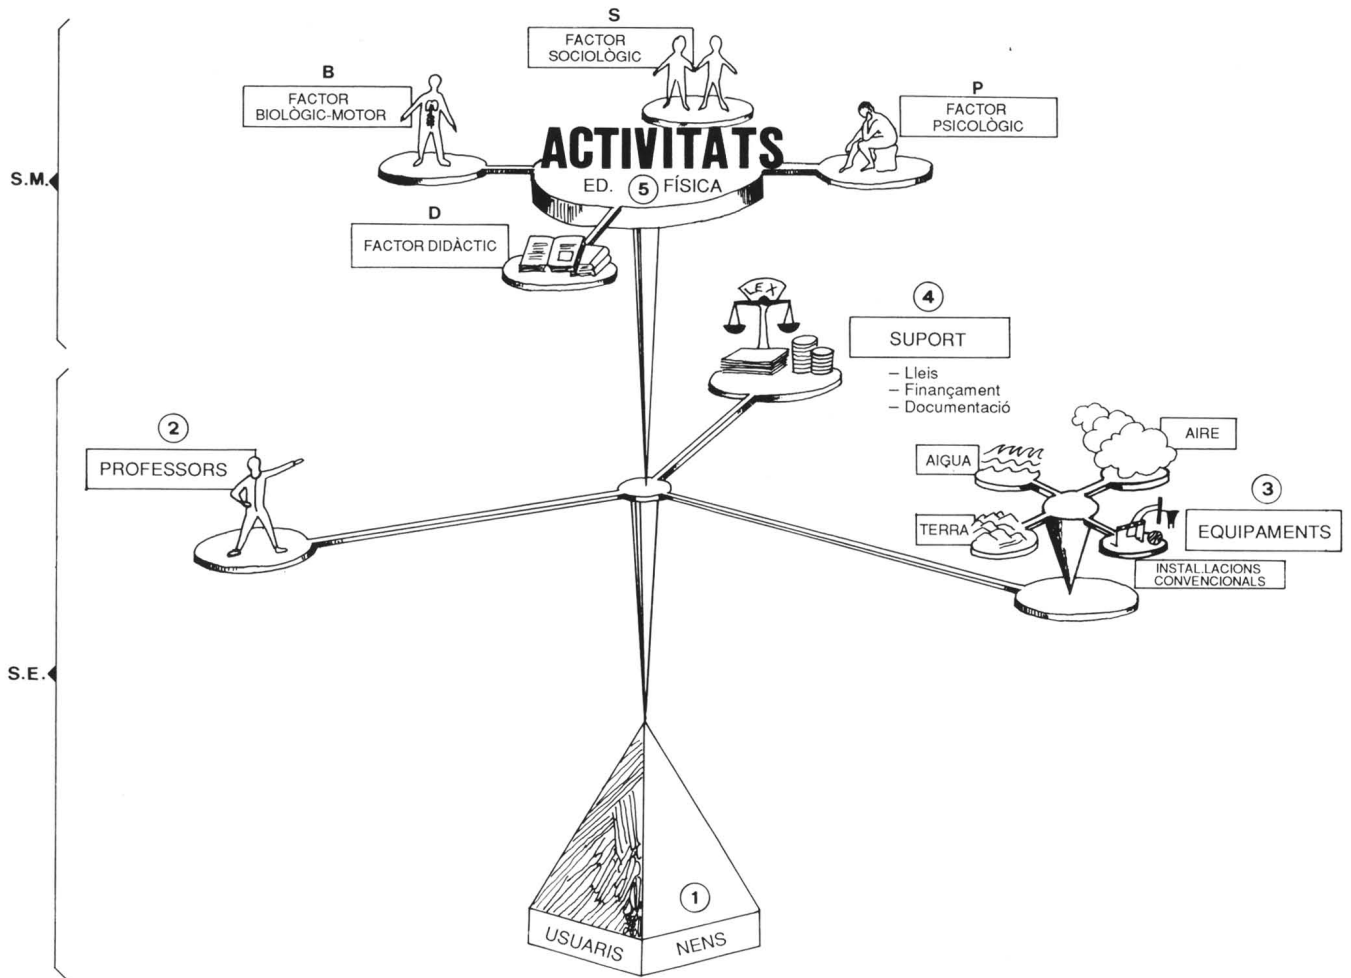 S
FACTOR
SOCIOLÒGIC
B
FACTOR
BIOLÒGIC-MOTOR
P
FACTOR
PSICOLÒGIC
ACTIVITATS
ED. 5 FÍSICA
S.M.
D
FACTOR DIDÀCTIC
LEX
4
SUPORT
– Lleis
– Finançament
– Documentació
2
PROFESSORS
AIGUA
AIRE
3
EQUIPAMENTS
TERRA
INSTAL.LACIONS
CONVENCIONALS
S.E.
1
USUARIS
NENS